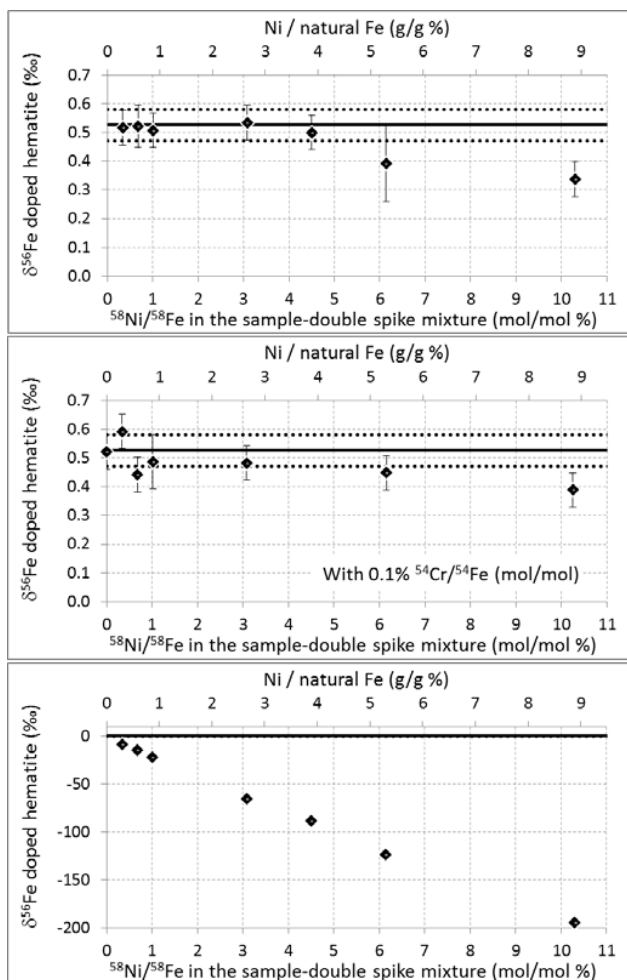 Ni / natural Fe (g/g %)
0 1 2 3 4 5 6 7 8 9
δ⁵⁶Fe doped hematite (‰)
0.7
0.6
0.5
0.4
0.3
0.2
0.1
0.0
0 1 2 3 4 5 6 7 8 9 10 11
⁵⁸Ni/⁵⁸Fe in the sample-double spike mixture (mol/mol %)
Ni / natural Fe (g/g %)
0 1 2 3 4 5 6 7 8 9
δ⁵⁶Fe doped hematite (‰)
0.7
0.6
0.5
0.4
0.3
0.2
0.1
0.0
With 0.1% ⁵⁴Cr/⁵⁴Fe (mol/mol)
0 1 2 3 4 5 6 7 8 9 10 11
⁵⁸Ni/⁵⁸Fe in the sample-double spike mixture (mol/mol %)
Ni / natural Fe (g/g %)
0 1 2 3 4 5 6 7 8 9
δ⁵⁶Fe doped hematite (‰)
0
-50
-100
-150
-200
0 1 2 3 4 5 6 7 8 9 10 11
⁵⁸Ni/⁵⁸Fe in the sample-double spike mixture (mol/mol %)